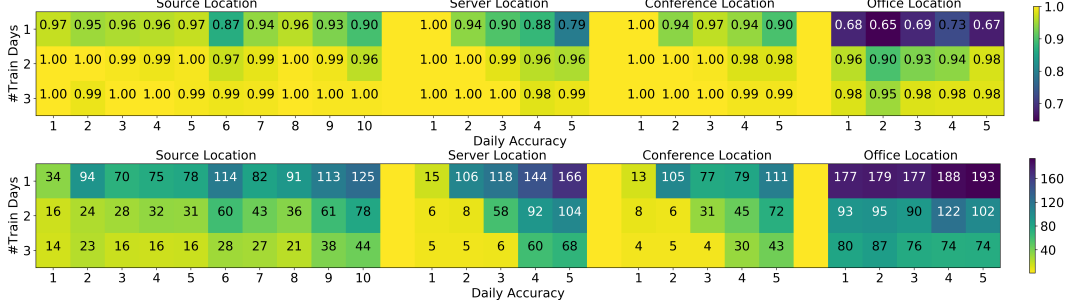 Source Location Server Location Conference Location Office Location
#Train Days
1 0.97 0.95 0.96 0.96 0.97 0.87 0.94 0.96 0.93 0.90 1.00 0.94 0.90 0.88 0.79 1.00 0.94 0.97 0.94 0.90 0.68 0.65 0.69 0.73 0.67
2 1.00 1.00 0.99 0.99 1.00 0.97 0.99 1.00 0.99 0.96 1.00 1.00 0.99 0.96 0.96 1.00 1.00 1.00 0.98 0.98 0.96 0.90 0.93 0.94 0.98
3 1.00 0.99 1.00 1.00 1.00 0.99 0.99 1.00 1.00 1.00 1.00 1.00 1.00 0.98 0.99 1.00 1.00 1.00 0.99 0.99 0.98 0.95 0.98 0.98 0.98
1 2 3 4 5 6 7 8 9 10 1 2 3 4 5 1 2 3 4 5 1 2 3 4 5
Daily Accuracy
1.0
0.9
0.8
0.7
Source Location Server Location Conference Location Office Location
#Train Days
1 34 94 70 75 78 114 82 91 113 125 15 106 118 144 166 13 105 77 79 111 177 179 177 188 193
2 16 24 28 32 31 60 43 36 61 78 6 8 58 92 104 8 6 31 45 72 93 95 90 122 102
3 14 23 16 16 16 28 27 21 38 44 5 5 6 60 68 4 5 4 30 43 80 87 76 74 74
1 2 3 4 5 6 7 8 9 10 1 2 3 4 5 1 2 3 4 5 1 2 3 4 5
Daily Accuracy
160
120
80
40